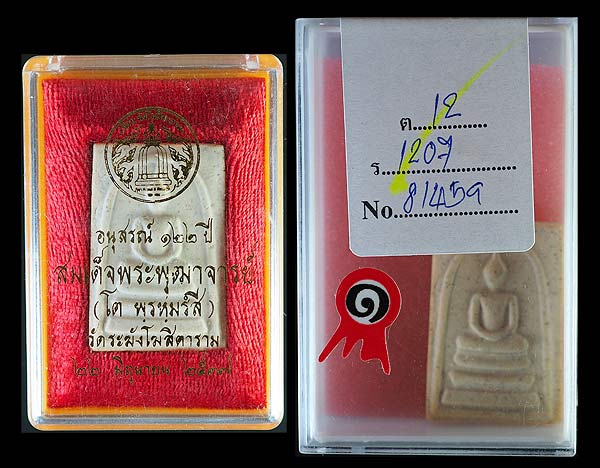 อนุสรณ์ ๑๒๒ ปี
สมเด็จพระพุฒาจารย์
(โต พรหมรังสี)
วัดระฆังโฆสิตาราม
๒๒ มิถุนายน ๒๕๓๗
ต. 12
ร. 1207
No. 81459
๑